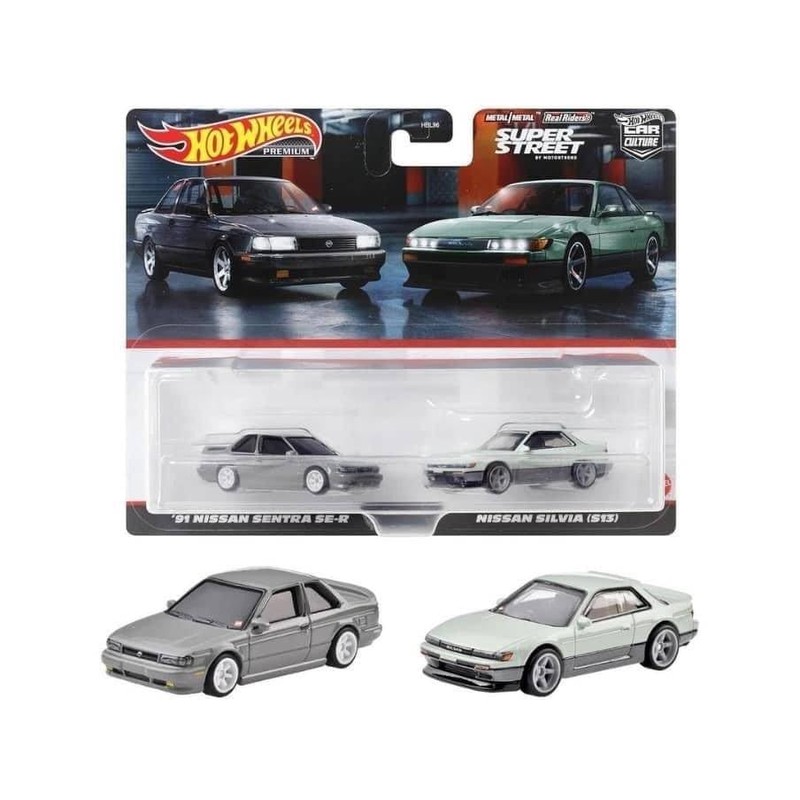 HOT WHEELS
PREMIUM
HBL96
METAL/METAL Real Riders
SUPER
STREET
BY MOTORTREND
Hot Wheels
CAR
CULTURE
'91 NISSAN SENTRA SE-R
NISSAN SILVIA (S13)